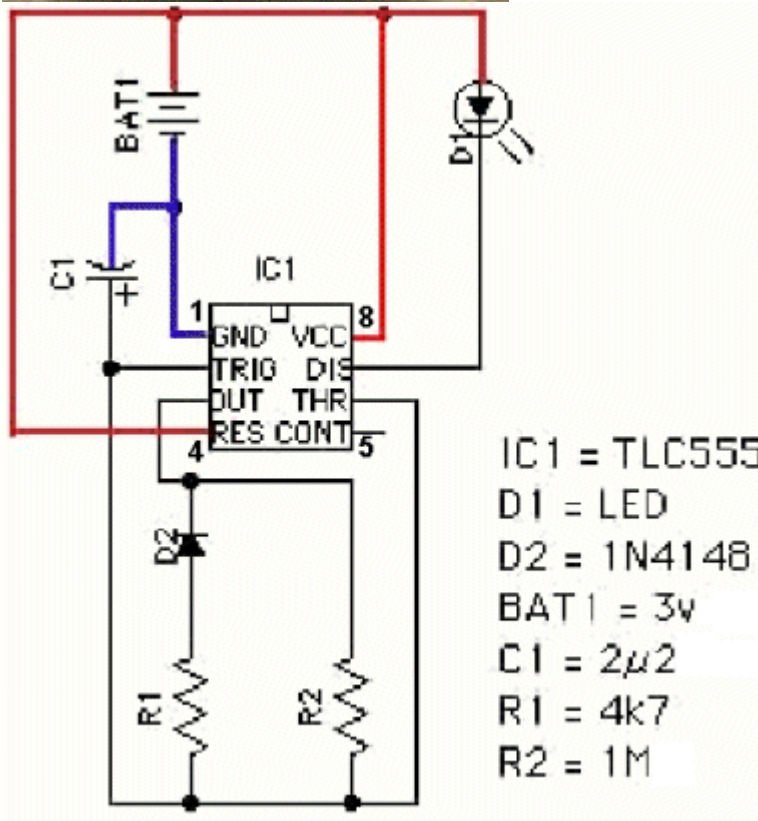 BAT1
D1
C1
IC1
1
8
GND VCC
TRIG DIS
OUT THR
RES CONT
4
5
D2
R1
R2
IC1 = TLC555
D1 = LED
D2 = 1N4148
BAT1 = 3v
C1 = 2µ2
R1 = 4k7
R2 = 1M